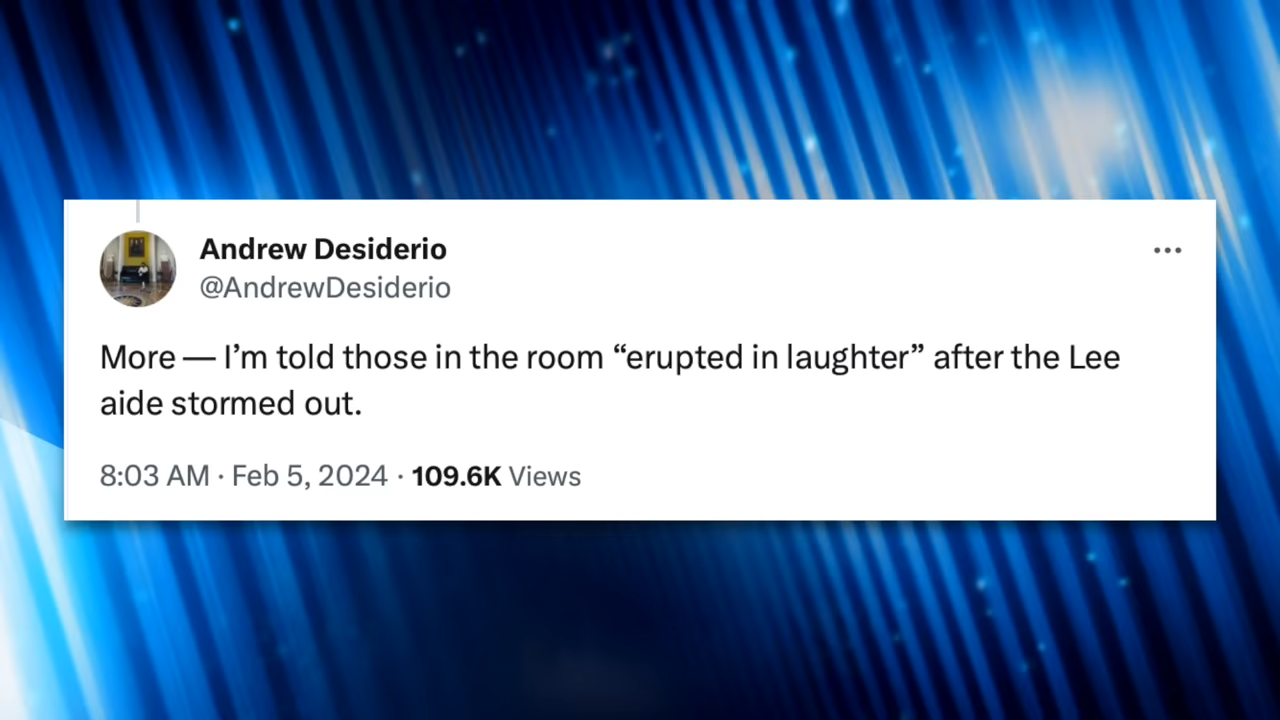 Andrew Desiderio
@AndrewDesiderio
More — I’m told those in the room “erupted in laughter” after the Lee
aide stormed out.
8:03 AM · Feb 5, 2024 · 109.6K Views